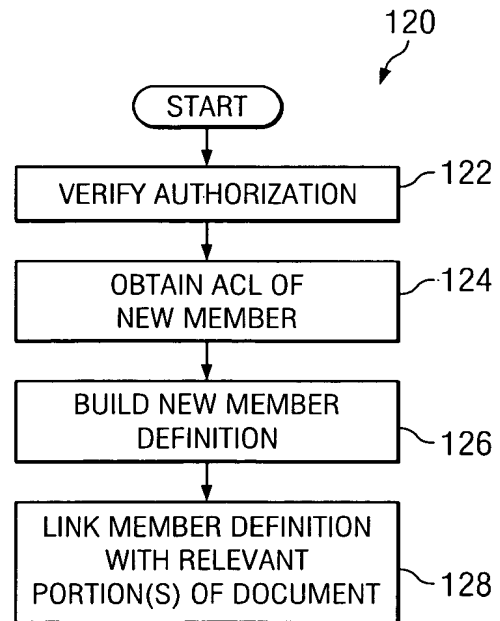 120
START
VERIFY AUTHORIZATION
122
OBTAIN ACL OF
NEW MEMBER
124
BUILD NEW MEMBER
DEFINITION
126
LINK MEMBER DEFINITION
WITH RELEVANT
PORTION(S) OF DOCUMENT
128